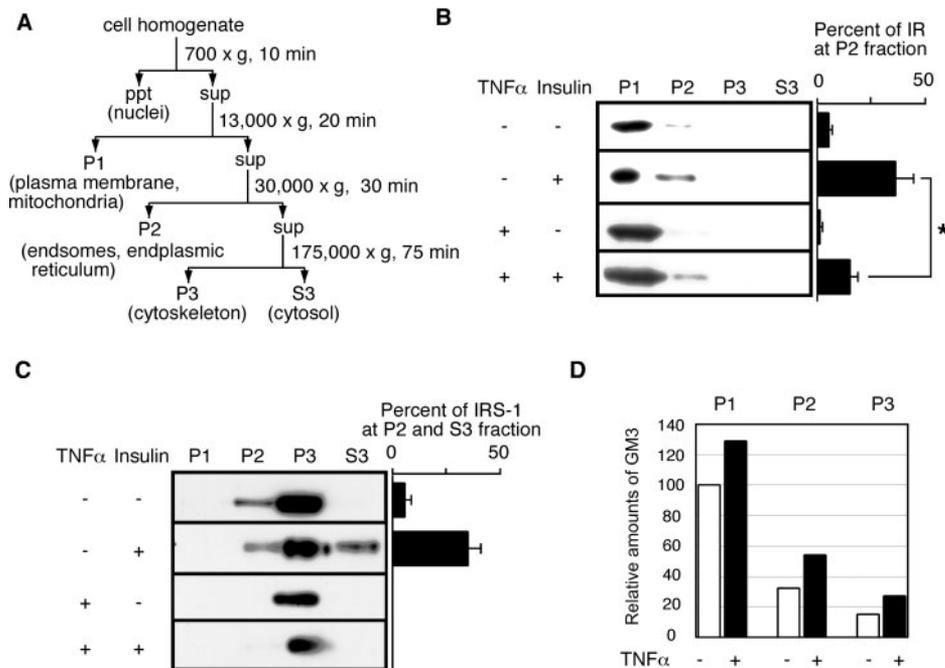 A
cell homogenate
700 x g, 10 min
ppt
(nuclei)
sup
13,000 x g, 20 min
P1
(plasma membrane,
mitochondria)
sup
30,000 x g, 30 min
P2
(endsomes, endplasmic
reticulum)
sup
175,000 x g, 75 min
P3
(cytoskeleton)
S3
(cytosol)
B
Percent of IR
at P2 fraction
0 50
TNFα Insulin P1 P2 P3 S3
- -
- +
+ -
+ +
*
C
Percent of IRS-1
at P2 and S3 fraction
0 50
TNFα Insulin P1 P2 P3 S3
- -
- +
+ -
+ +
D
P1 P2 P3
Relative amounts of GM3
140
120
100
80
60
40
20
0
TNFα - + - + - +